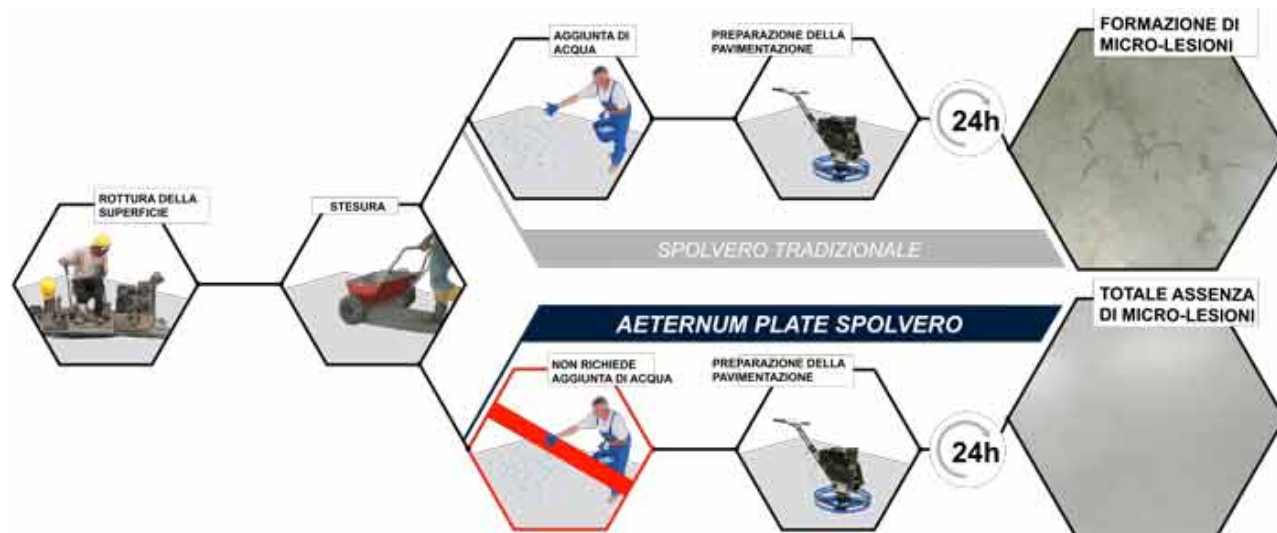 ROTTURA DELLA
SUPERFICIE
STESURA
AGGIUNTA DI
ACQUA
PREPARAZIONE DELLA
PAVIMENTAZIONE
24h
FORMAZIONE DI
MICRO-LESIONI
SPOLVERO TRADIZIONALE
AETERNUM PLATE SPOLVERO
NON RICHIEDE
AGGIUNTA DI ACQUA
PREPARAZIONE DELLA
PAVIMENTAZIONE
24h
TOTALE ASSENZA
DI MICRO-LESIONI